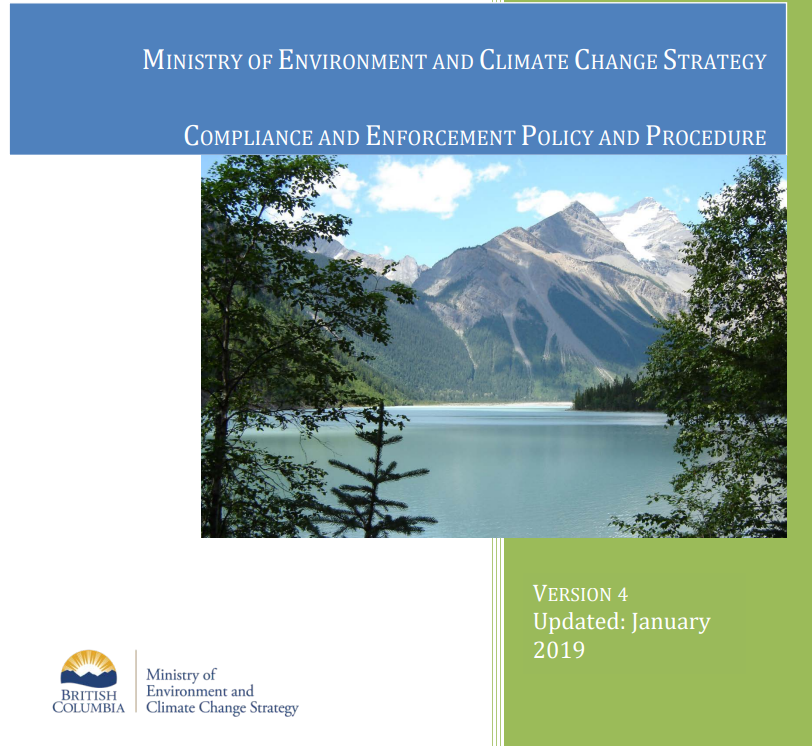 MINISTRY OF ENVIRONMENT AND CLIMATE CHANGE STRATEGY
COMPLIANCE AND ENFORCEMENT POLICY AND PROCEDURE
VERSION 4
Updated: January
2019
BRITISH
COLUMBIA
Ministry of
Environment and
Climate Change Strategy